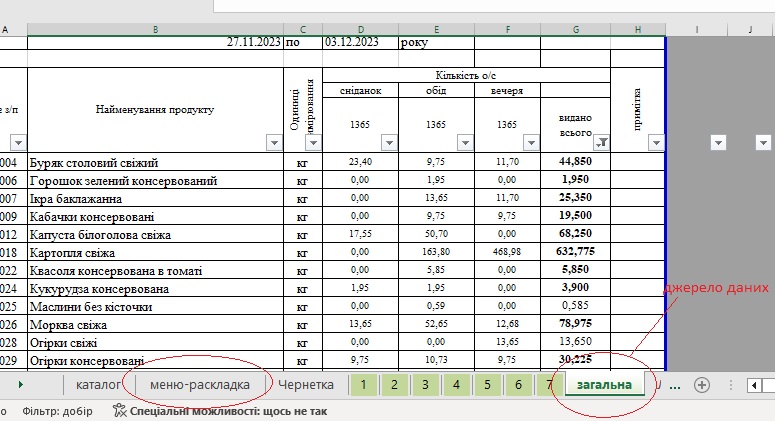 A B C D E F G H I J
27.11.2023 по 03.12.2023 року
Кількість о/с
сніданок обід вечеря
з/п Найменування продукту Одиниці вимірювання 1365 1365 1365 видано всього примітка
004 Буряк столовий свіжий кг 23,40 9,75 11,70 44,850
006 Горошок зелений консервований кг 0,00 1,95 0,00 1,950
007 Ікра баклажанна кг 0,00 13,65 11,70 25,350
009 Кабачки консервовані кг 0,00 9,75 9,75 19,500
012 Капуста білоголова свіжа кг 17,55 50,70 0,00 68,250
018 Картопля свіжа кг 0,00 163,80 468,98 632,775
022 Квасоля консервована в томаті кг 0,00 5,85 0,00 5,850
024 Кукурудза консервована кг 1,95 1,95 0,00 3,900
025 Маслини без кісточки кг 0,00 0,59 0,00 0,585
026 Морква свіжа кг 13,65 52,65 12,68 78,975
028 Огірки свіжі кг 0,00 0,00 13,65 13,650
029 Огірки консервовані кг 9,75 10,73 9,75 30,225
джерело даних
каталог меню-раскладка Чернетка 1 2 3 4 5 6 7 загальна ...
Фільтр: добір Спеціальні можливості: щось не так